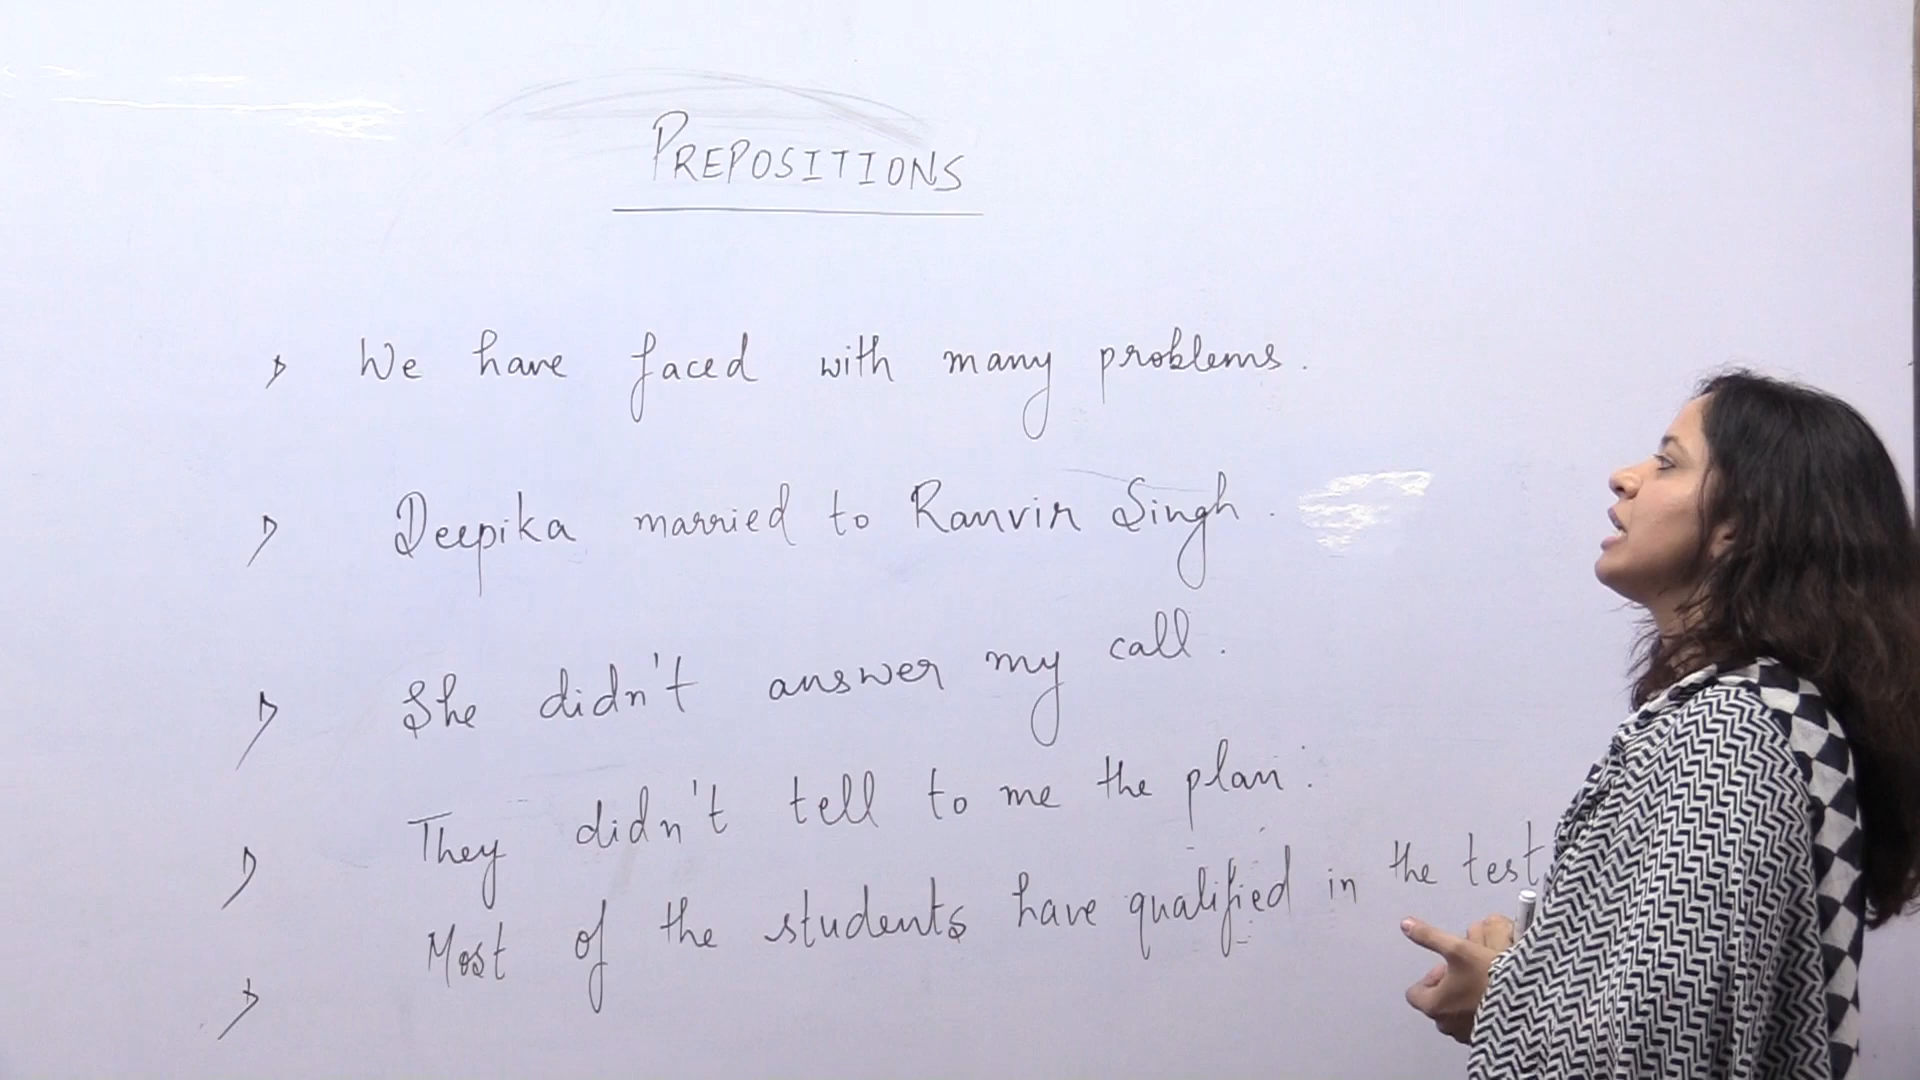 PREPOSITIONS
We have faced with many problems.
Deepika married to Ranvir Singh.
She didn't answer my call.
They didn't tell to me the plan.
Most of the students have qualified in the test